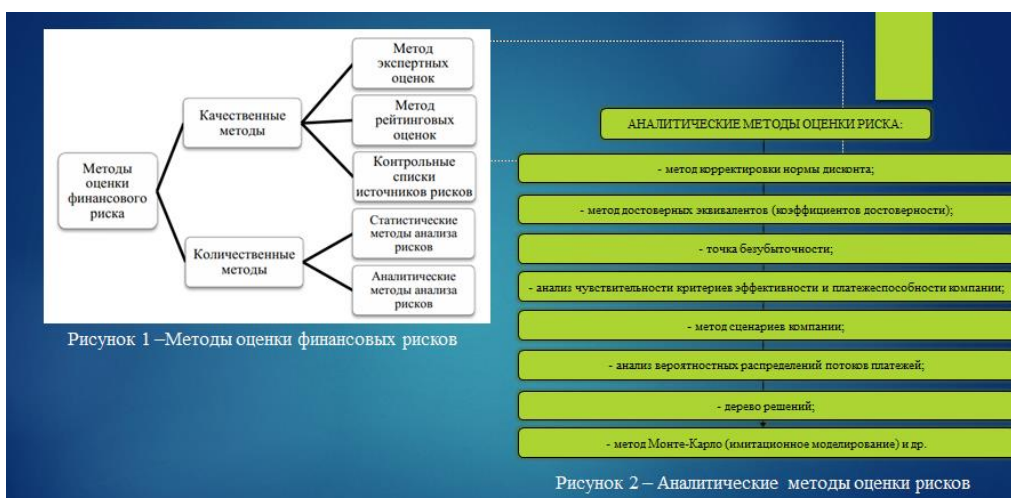 Методы
оценки
финансового
риска
Качественные
методы
Количественные
методы
Метод
экспертных
оценок
Метод
рейтинговых
оценок
Контрольные
списки
источников рисков
Статистические
методы анализа
рисков
Аналитические
методы анализа
рисков
Рисунок 1 –Методы оценки финансовых рисков
АНАЛИТИЧЕСКИЕ МЕТОДЫ ОЦЕНКИ РИСКА:
- метод корректировки нормы дисконта;
- метод достоверных эквивалентов (коэффициентов достоверности);
- точка безубыточности;
- анализ чувствительности критериев эффективности и платежеспособности компании;
- метод сценариев компании;
- анализ вероятностных распределений потоков платежей;
- дерево решений;
- метод Монте-Карло (имитационное моделирование) и др.
Рисунок 2 – Аналитические методы оценки рисков